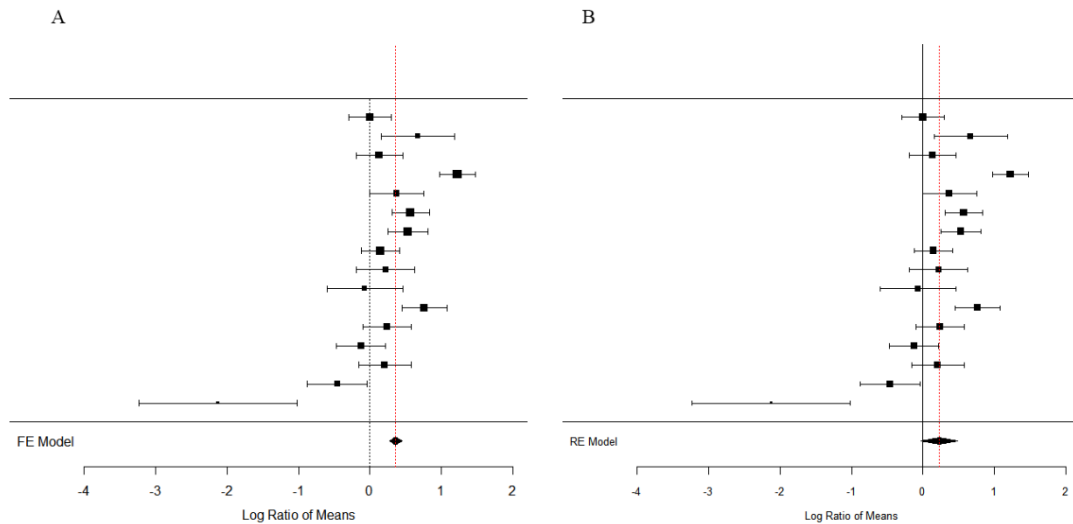 A
B
FE Model
RE Model
-4 -3 -2 -1 0 1 2
-4 -3 -2 -1 0 1 2
Log Ratio of Means
Log Ratio of Means